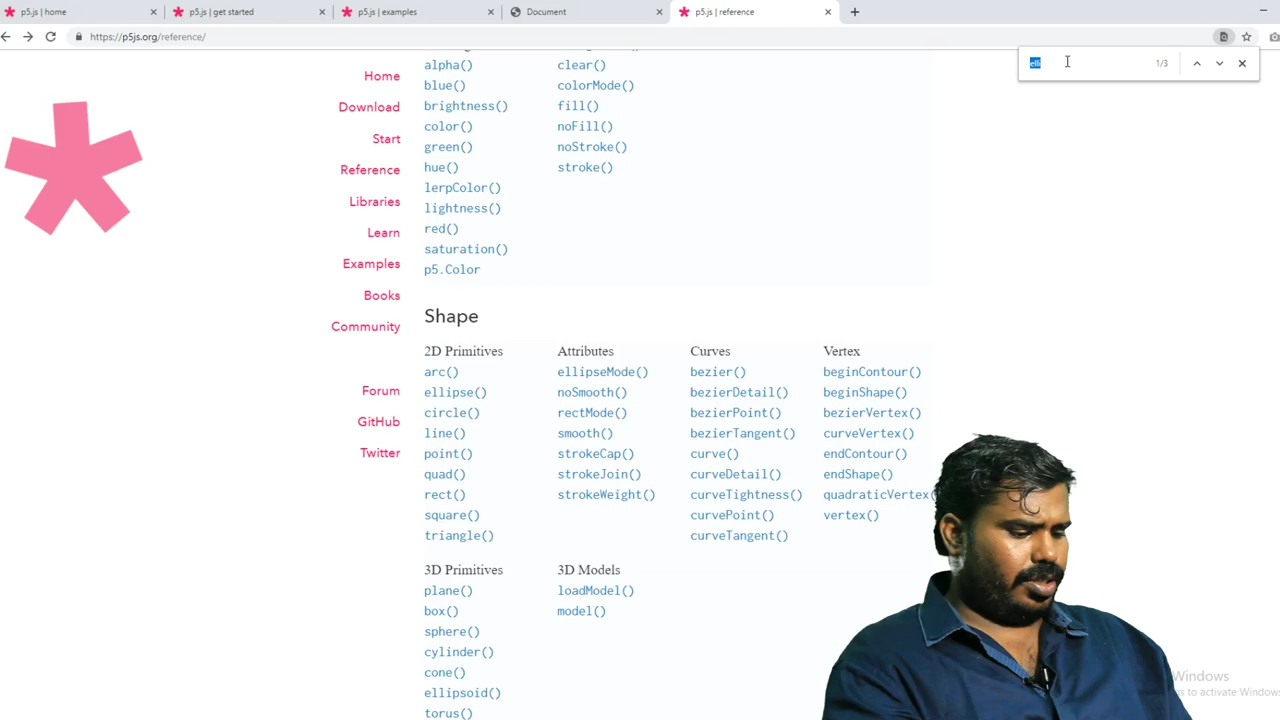 p5.js | home
p5.js | get started
p5.js | examples
Document
p5.js | reference
https://p5js.org/reference/
elli
1/3
Home
Download
Start
Reference
Libraries
Learn
Examples
Books
Community
Forum
GitHub
Twitter
alpha()
blue()
brightness()
color()
green()
hue()
lerpColor()
lightness()
red()
saturation()
p5.Color
clear()
colorMode()
fill()
noFill()
noStroke()
stroke()
Shape
2D Primitives
arc()
ellipse()
circle()
line()
point()
quad()
rect()
square()
triangle()
Attributes
ellipseMode()
noSmooth()
rectMode()
smooth()
strokeCap()
strokeJoin()
strokeWeight()
Curves
bezier()
bezierDetail()
bezierPoint()
bezierTangent()
curve()
curveDetail()
curveTightness()
curvePoint()
curveTangent()
Vertex
beginContour()
beginShape()
bezierVertex()
curveVertex()
endContour()
endShape()
quadraticVertex(
vertex()
3D Primitives
plane()
box()
sphere()
cylinder()
cone()
ellipsoid()
torus()
3D Models
loadModel()
model()
Windows
to activate Windows